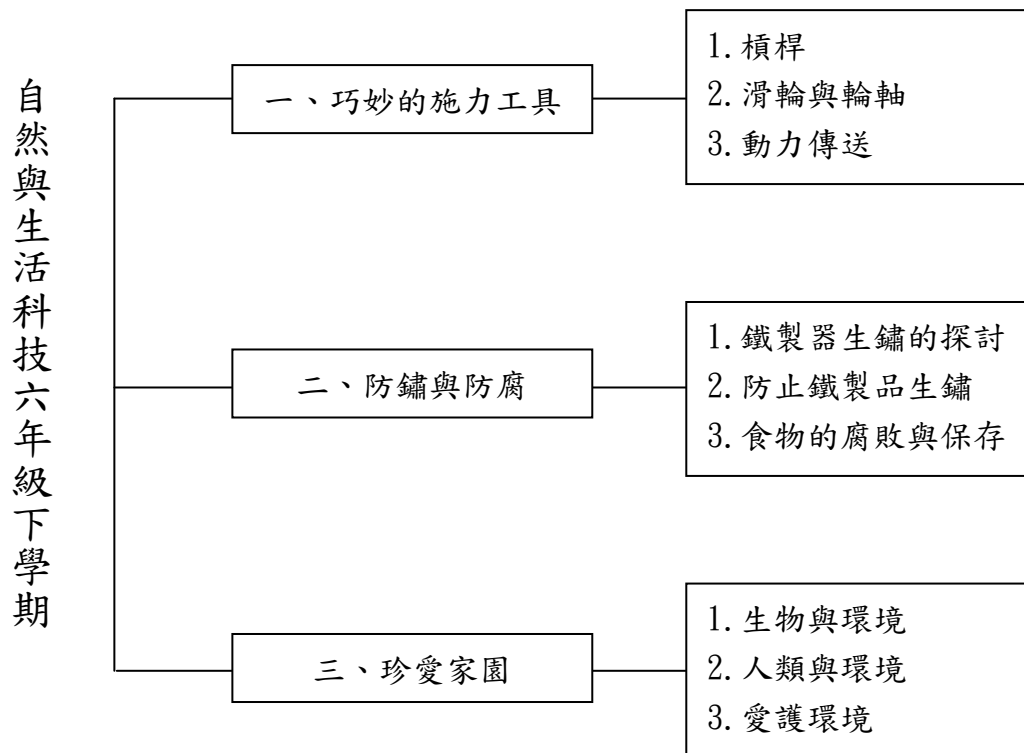 自然與生活科技六年級下學期
一、巧妙的施力工具
1.槓桿
2.滑輪與輪軸
3.動力傳送
二、防鏽與防腐
1.鐵製器生鏽的探討
2.防止鐵製品生鏽
3.食物的腐敗與保存
三、珍愛家園
1.生物與環境
2.人類與環境
3.愛護環境